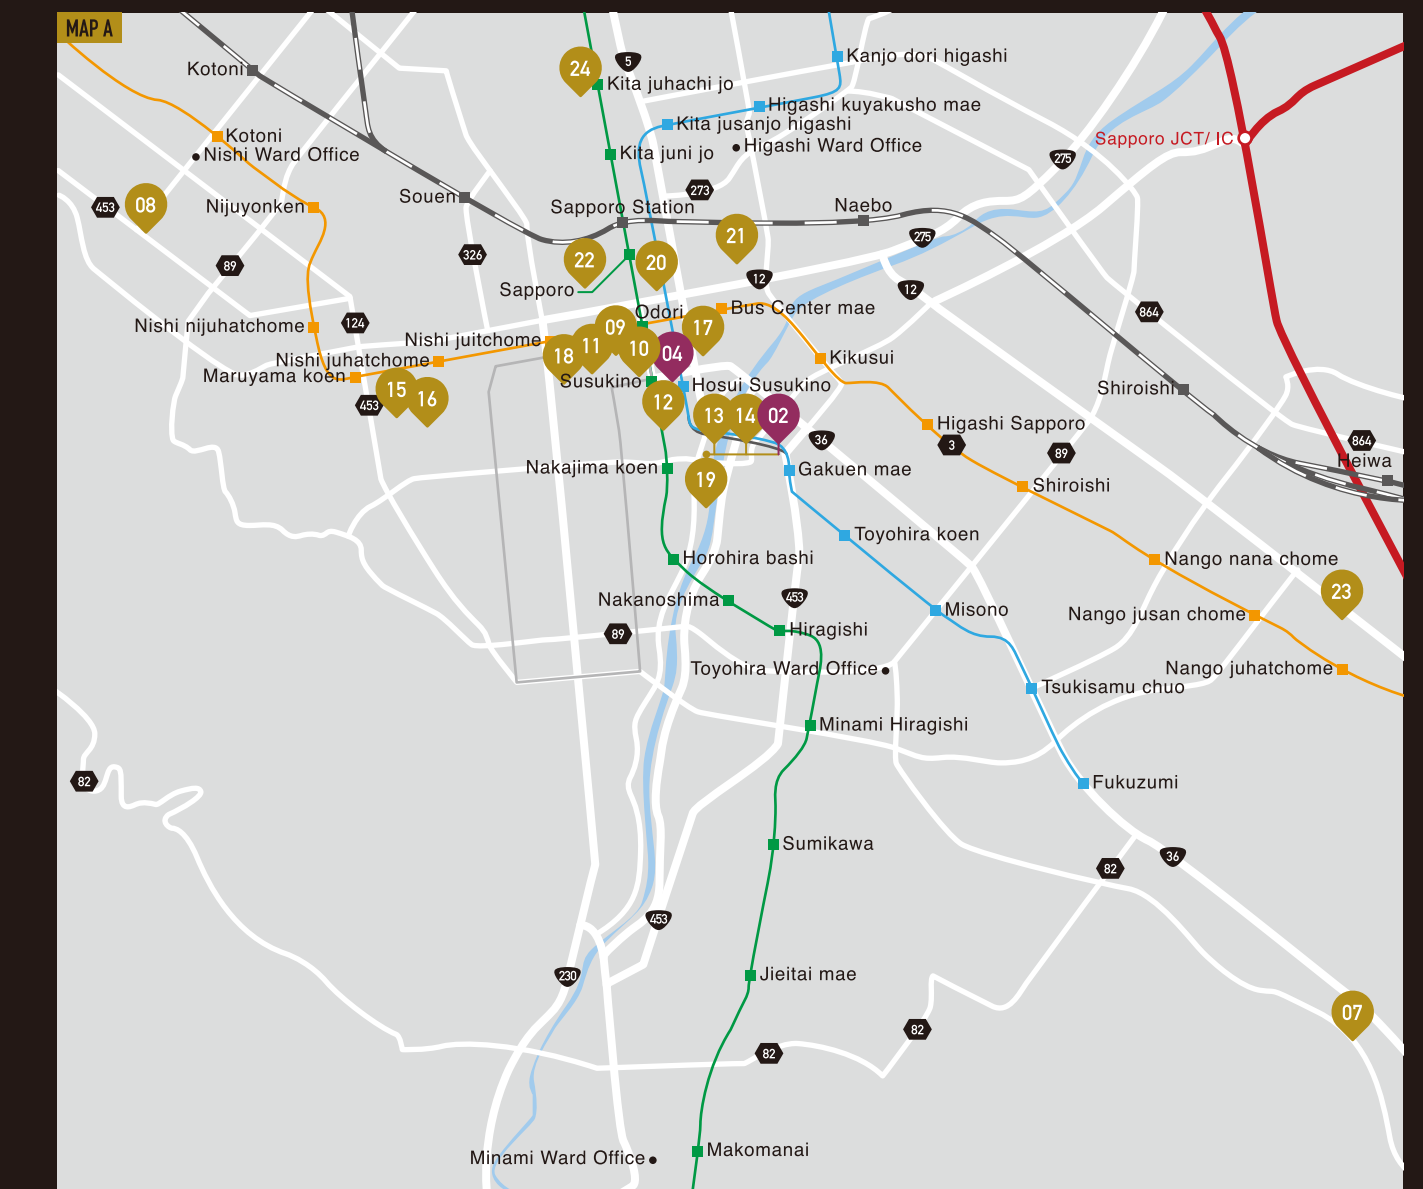 MAP A
5
Kanjo dori higashi
Kotoni
24
Kita juhachi jo
Higashi kuyakusho mae
Kita jusanjo higashi
Kotoni
Sapporo JCT/ IC
Nishi Ward Office
Kita juni jo
Higashi Ward Office
275
273
Souen
453
08
Nijuyonken
Sapporo Station
Naebo
21
275
326
22
20
89
12
12
Sapporo
Odori
Bus Center mae
864
124
Nishi nijuhatchome
09
17
Nishi juitchome
11
10
04
18
Nishi juhatchome
Kikusui
Maruyama koen
Susukino
Hosui Susukino
Shiroishi
15
16
453
12
13
14
02
Higashi Sapporo
36
3
89
864
Heiwa
Nakajima koen
Gakuen mae
19
Shiroishi
Toyohira koen
Horohira bashi
Nango nana chome
23
Nakanoshima
453
Misono
Nango jusan chome
Hiragishi
89
Toyohira Ward Office
Nango juhatchome
Tsukisamu chuo
Minami Hiragishi
82
Fukuzumi
Sumikawa
36
82
453
Jieitai mae
230
07
82
82
Makomanai
Minami Ward Office